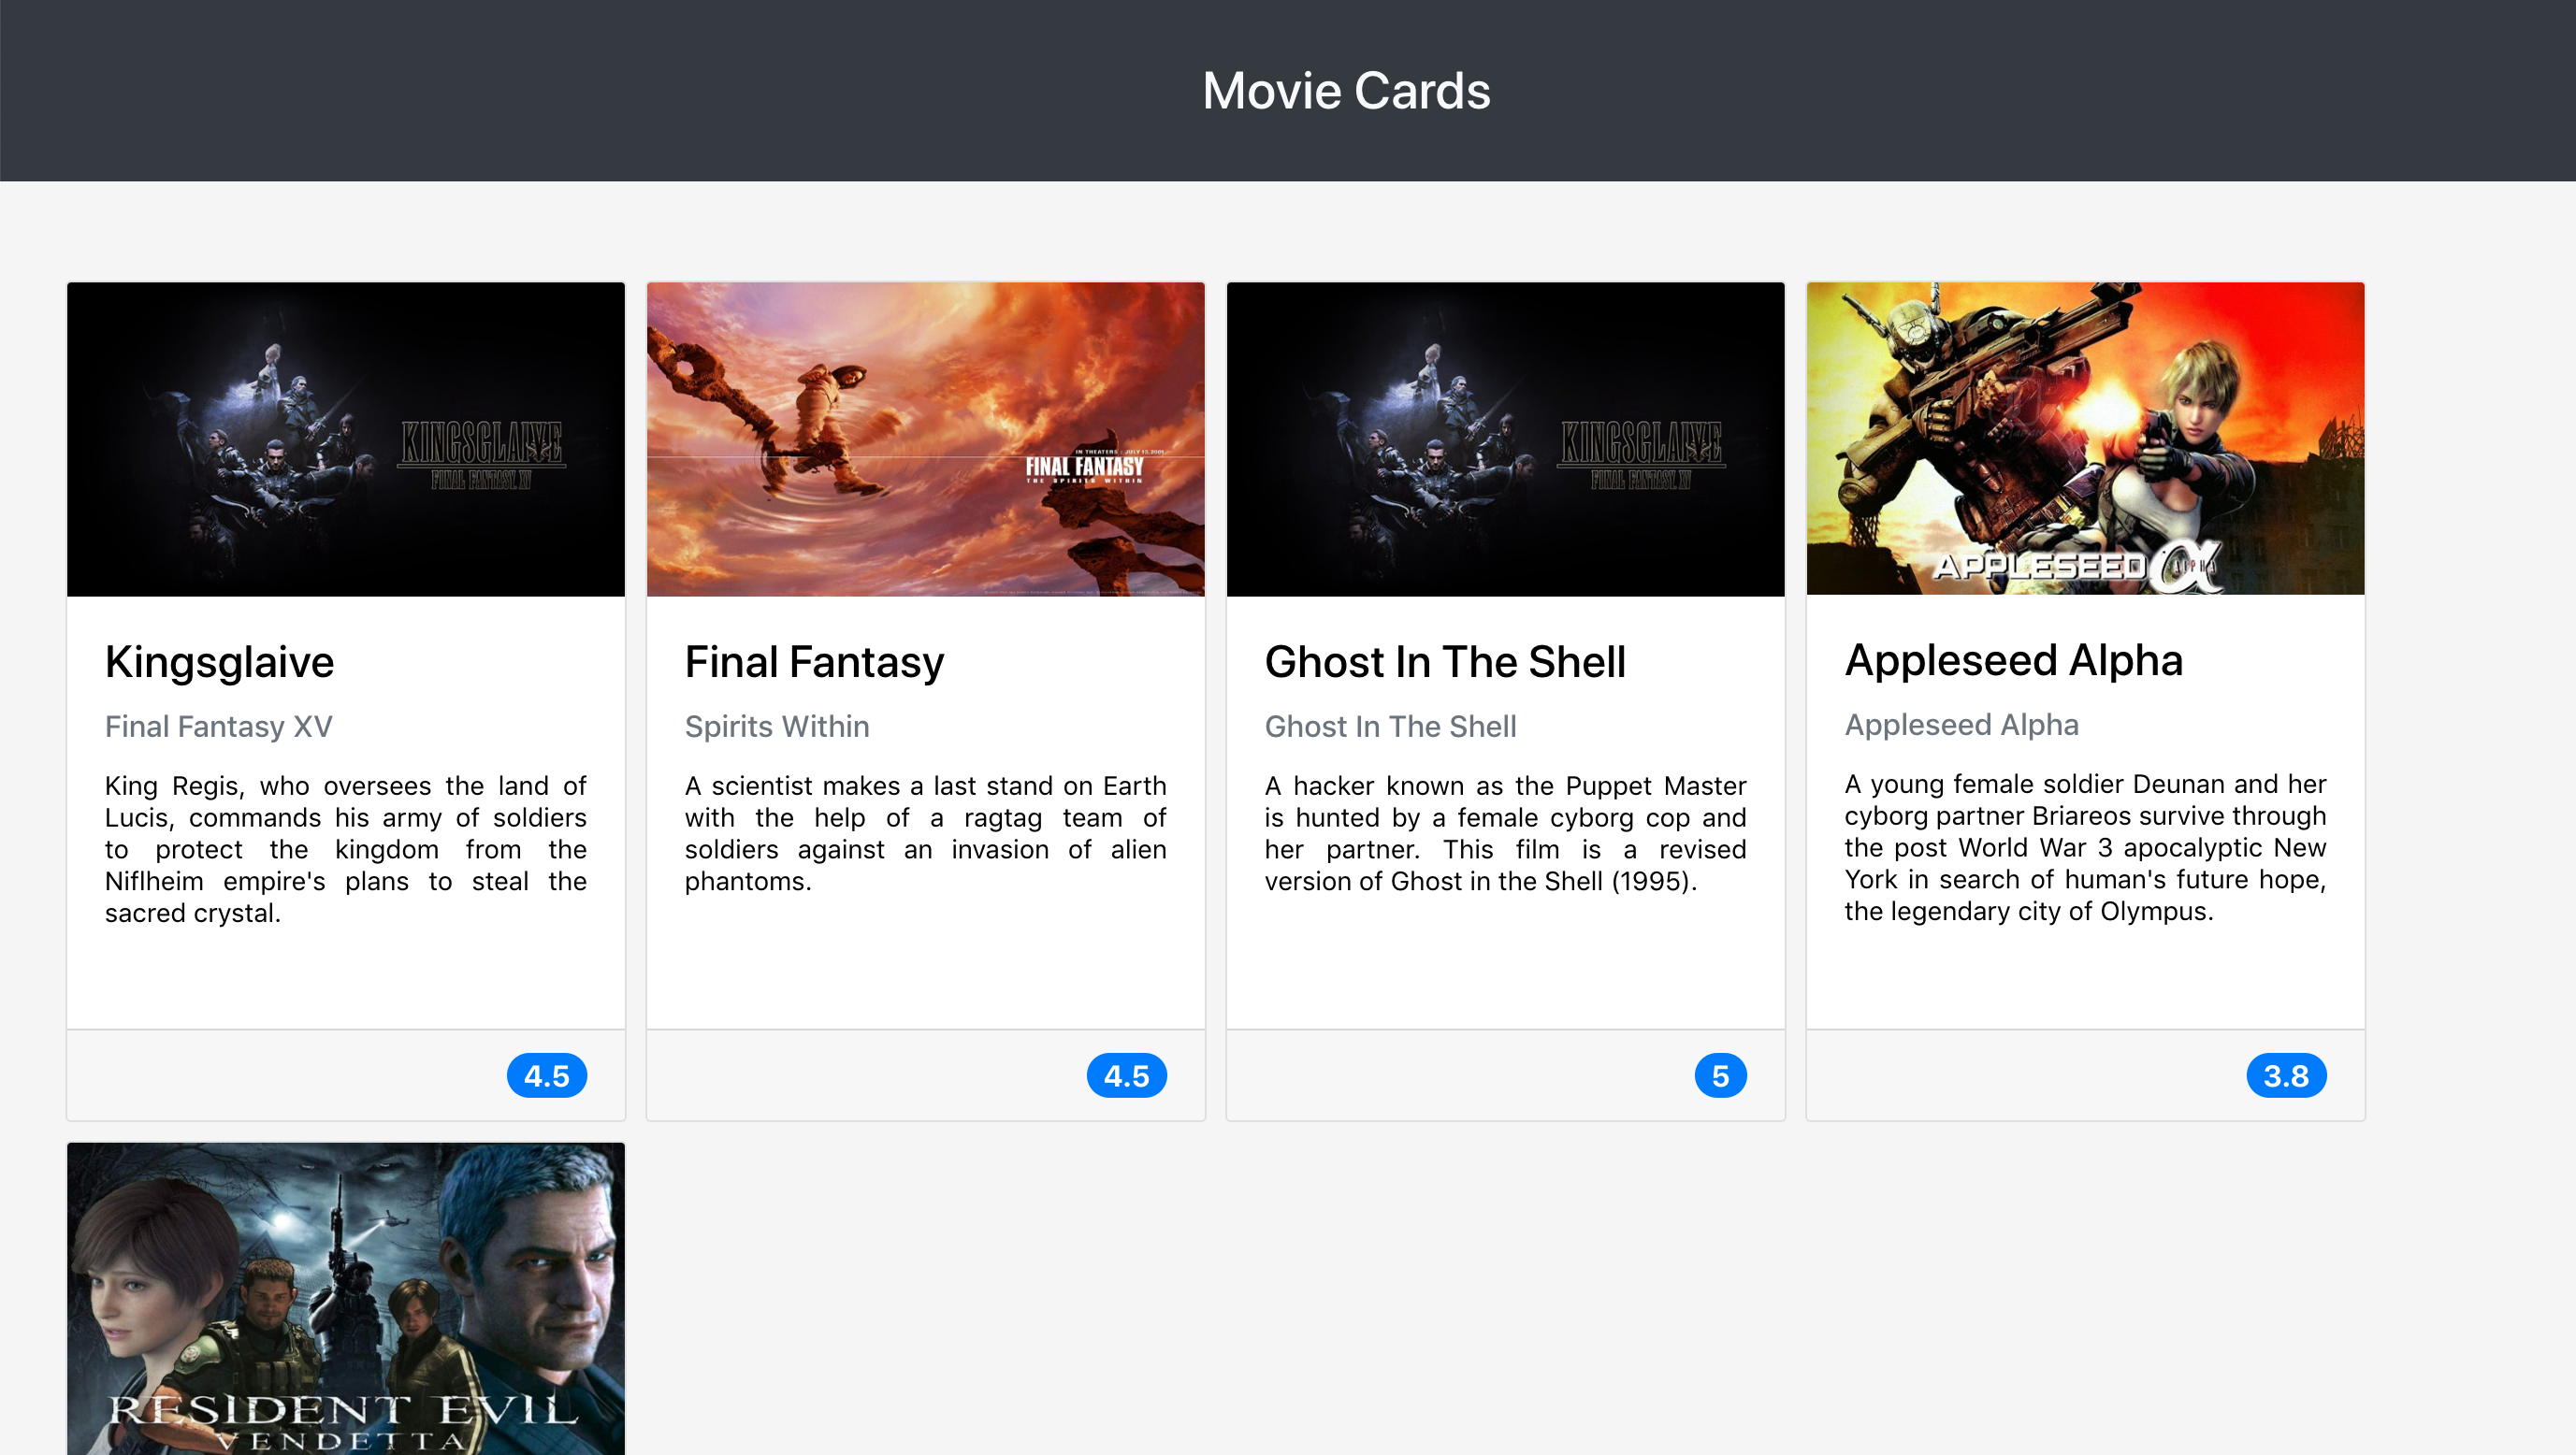 Movie Cards
KINGSGLAIVE
FINAL FANTASY XV
IN THEATERS : JULY 13, 2001
FINAL FANTASY
THE SPIRITS WITHIN
KINGSGLAIVE
FINAL FANTASY XV
APPLESEED α
ALPHA
Kingsglaive
Final Fantasy XV
King Regis, who oversees the land of
Lucis, commands his army of soldiers
to protect the kingdom from the
Niflheim empire's plans to steal the
sacred crystal.
4.5
Final Fantasy
Spirits Within
A scientist makes a last stand on Earth
with the help of a ragtag team of
soldiers against an invasion of alien
phantoms.
4.5
Ghost In The Shell
Ghost In The Shell
A hacker known as the Puppet Master
is hunted by a female cyborg cop and
her partner. This film is a revised
version of Ghost in the Shell (1995).
5
Appleseed Alpha
Appleseed Alpha
A young female soldier Deunan and her
cyborg partner Briareos survive through
the post World War 3 apocalyptic New
York in search of human's future hope,
the legendary city of Olympus.
3.8
RESIDENT EVIL
VENDETTA